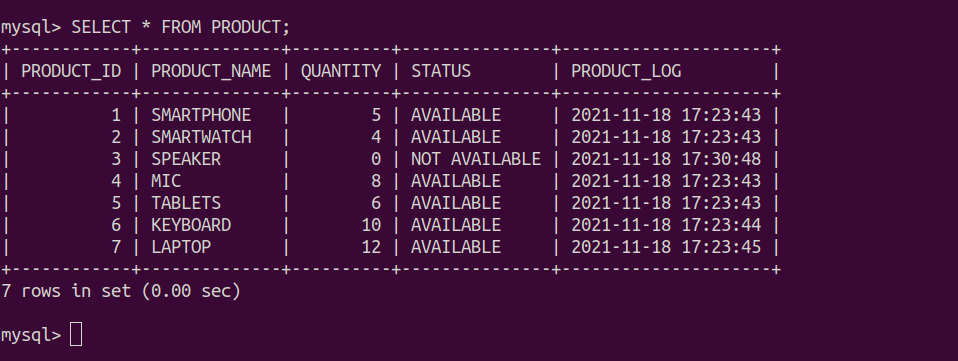 mysql> SELECT * FROM PRODUCT;
+------------+--------------+----------+---------------+---------------------+
| PRODUCT_ID | PRODUCT_NAME | QUANTITY | STATUS        | PRODUCT_LOG         |
+------------+--------------+----------+---------------+---------------------+
|          1 | SMARTPHONE   |        5 | AVAILABLE     | 2021-11-18 17:23:43 |
|          2 | SMARTWATCH   |        4 | AVAILABLE     | 2021-11-18 17:23:43 |
|          3 | SPEAKER      |        0 | NOT AVAILABLE | 2021-11-18 17:30:48 |
|          4 | MIC          |        8 | AVAILABLE     | 2021-11-18 17:23:43 |
|          5 | TABLETS      |        6 | AVAILABLE     | 2021-11-18 17:23:43 |
|          6 | KEYBOARD     |       10 | AVAILABLE     | 2021-11-18 17:23:44 |
|          7 | LAPTOP       |       12 | AVAILABLE     | 2021-11-18 17:23:45 |
+------------+--------------+----------+---------------+---------------------+
7 rows in set (0.00 sec)
mysql>